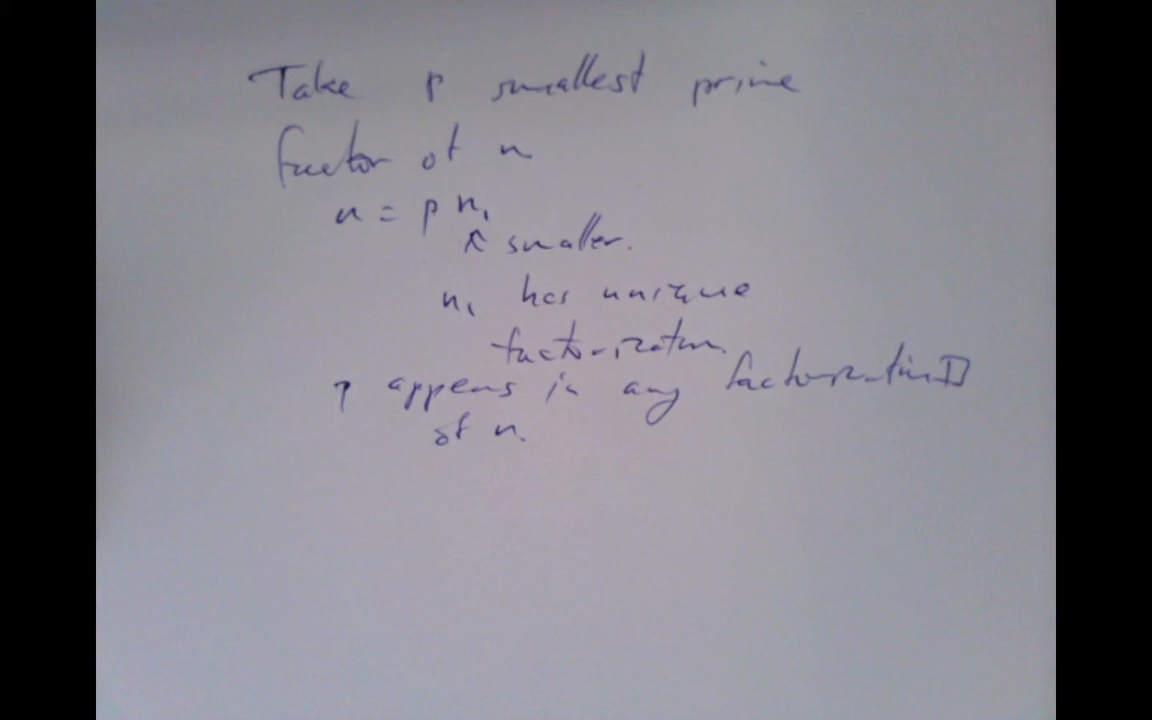 Take p smallest prime
factor of n
n = p n₁
↖ smaller.
n₁ has unique
factorization.
p appears in any factorization □
of n.